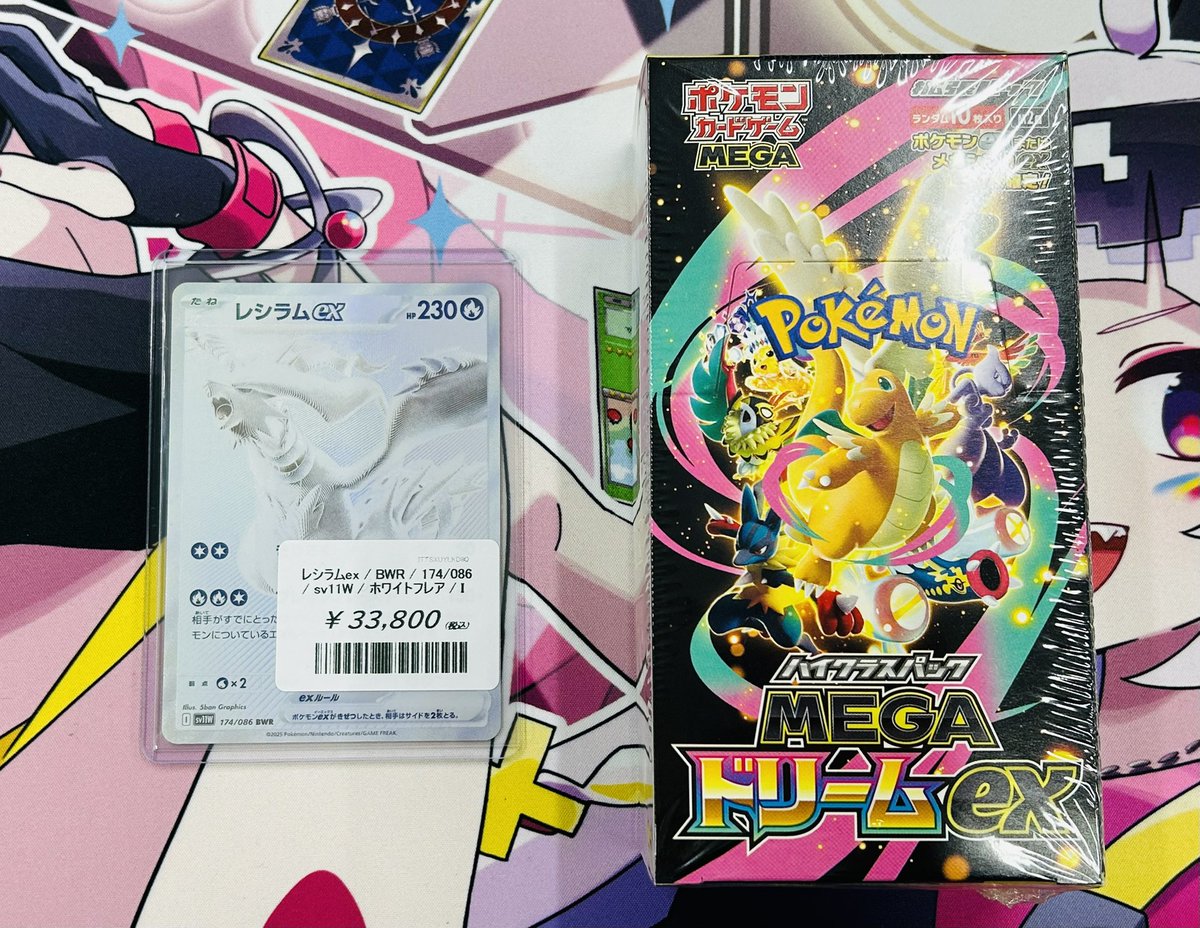 たね
レシラムex
HP 230
相手がすでにとった
モンについているエ
弱点 ×2
Illus. 5ban Graphics
I sv11W 174/086 BWR
exルール
ポケモンexがきぜつしたとき、相手はサイドを2枚とる。
©2025 Pokémon/Nintendo/Creatures/GAME FREAK.
レシラムex / BWR / 174/086
/ sv11W / ホワイトフレア / I
¥33,800(税込)
ポケモン
カードゲーム
MEGA
ランダム10枚入り
POKÉMON
ハイクラスパック
MEGA
ドリームex